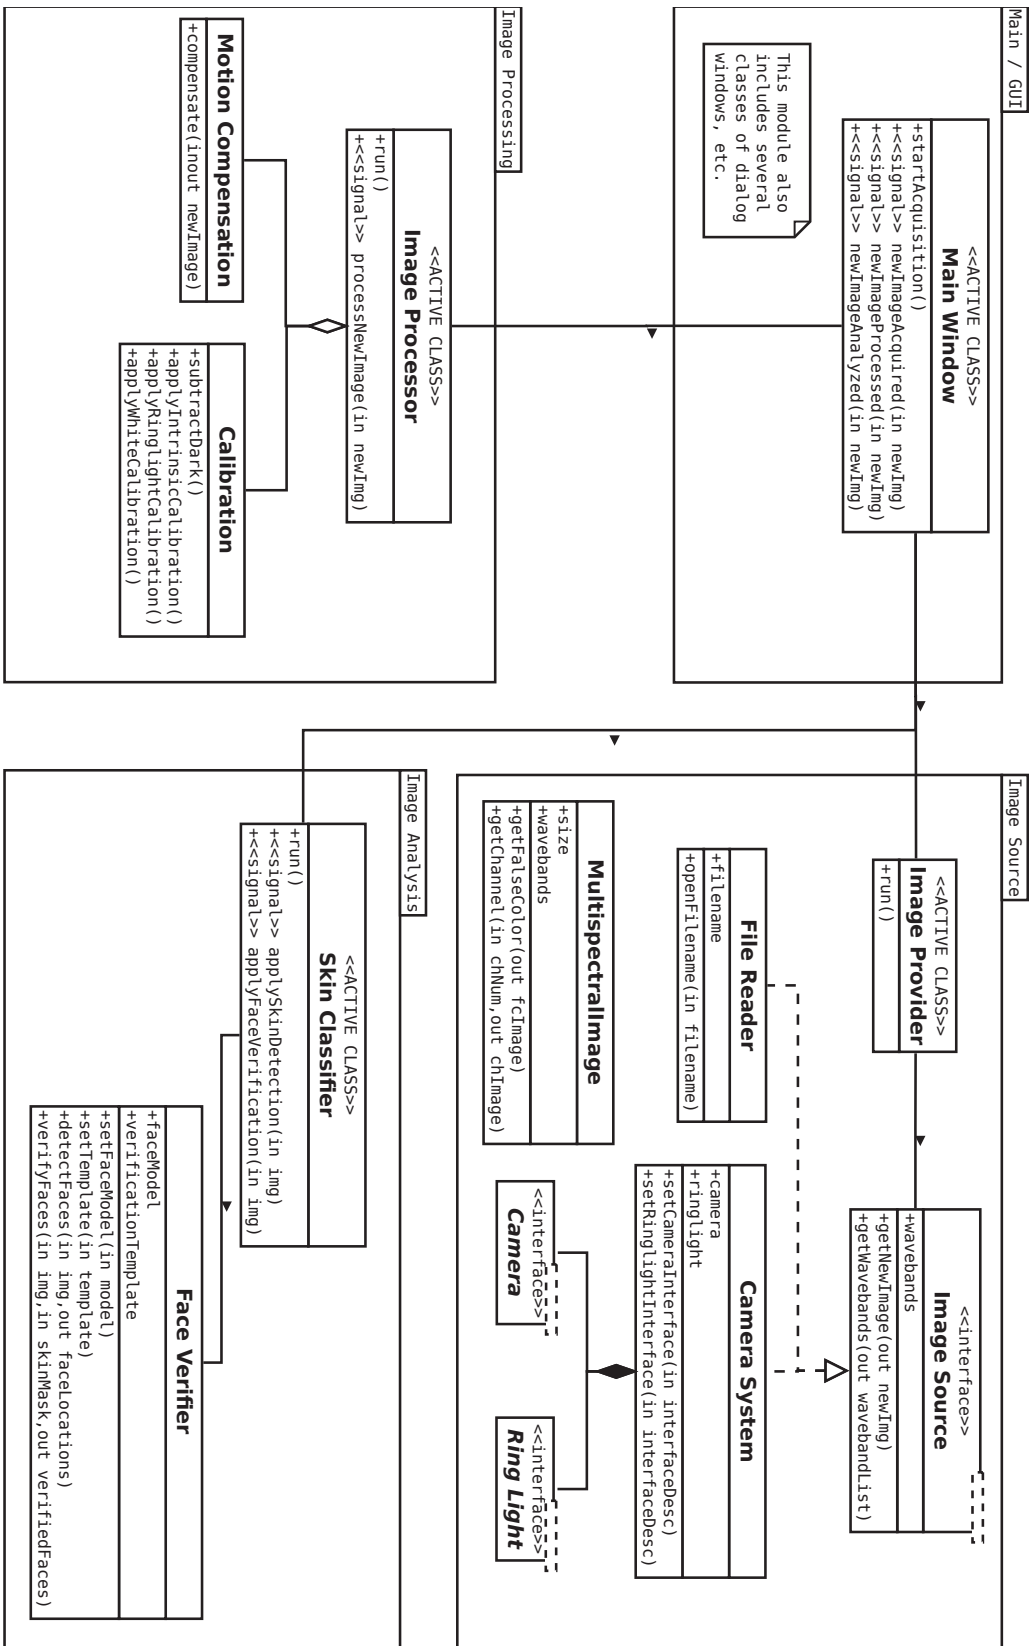 Main / GUI
<<ACTIVE CLASS>>
Main Window
+startAcquisition()
+<<signal>> newImageAcquired(in newImg)
+<<signal>> newImageProcessed(in newImg)
+<<signal>> newImageAnalyzed(in newImg)
This module also
includes several
classes of dialog
windows, etc.
Image Source
<<ACTIVE CLASS>>
Image Provider
+run()
<<interface>>
Image Source
+wavebands
+getNewImage(out newImg)
+getWavebands(out wavebandList)
File Reader
+filename
+openFilename(in filename)
Camera System
+camera
+ringlight
+setCameraInterface(in interfaceDesc)
+setRinglightInterface(in interfaceDesc)
MultispectralImage
+size
+wavebands
+getFalseColor(out fcImage)
+getChannel(in chNum,out chImage)
<<interface>>
Camera
<<interface>>
Ring Light
Image Processing
<<ACTIVE CLASS>>
Image Processor
+run()
+<<signal>> processNewImage(in newImg)
Motion Compensation
+compensate(inout newImage)
Calibration
+subtractDark()
+applyIntrinsicCalibration()
+applyRinglightCalibration()
+applyWhiteCalibration()
Image Analysis
<<ACTIVE CLASS>>
Skin Classifier
+run()
+<<signal>> applySkinDetection(in img)
+<<signal>> applyFaceVerification(in img)
Face Verifier
+faceModel
+verificationTemplate
+setFaceModel(in model)
+setTemplate(in template)
+detectFaces(in img,out faceLocations)
+verifyFaces(in img,in skinMask,out verifiedFaces)